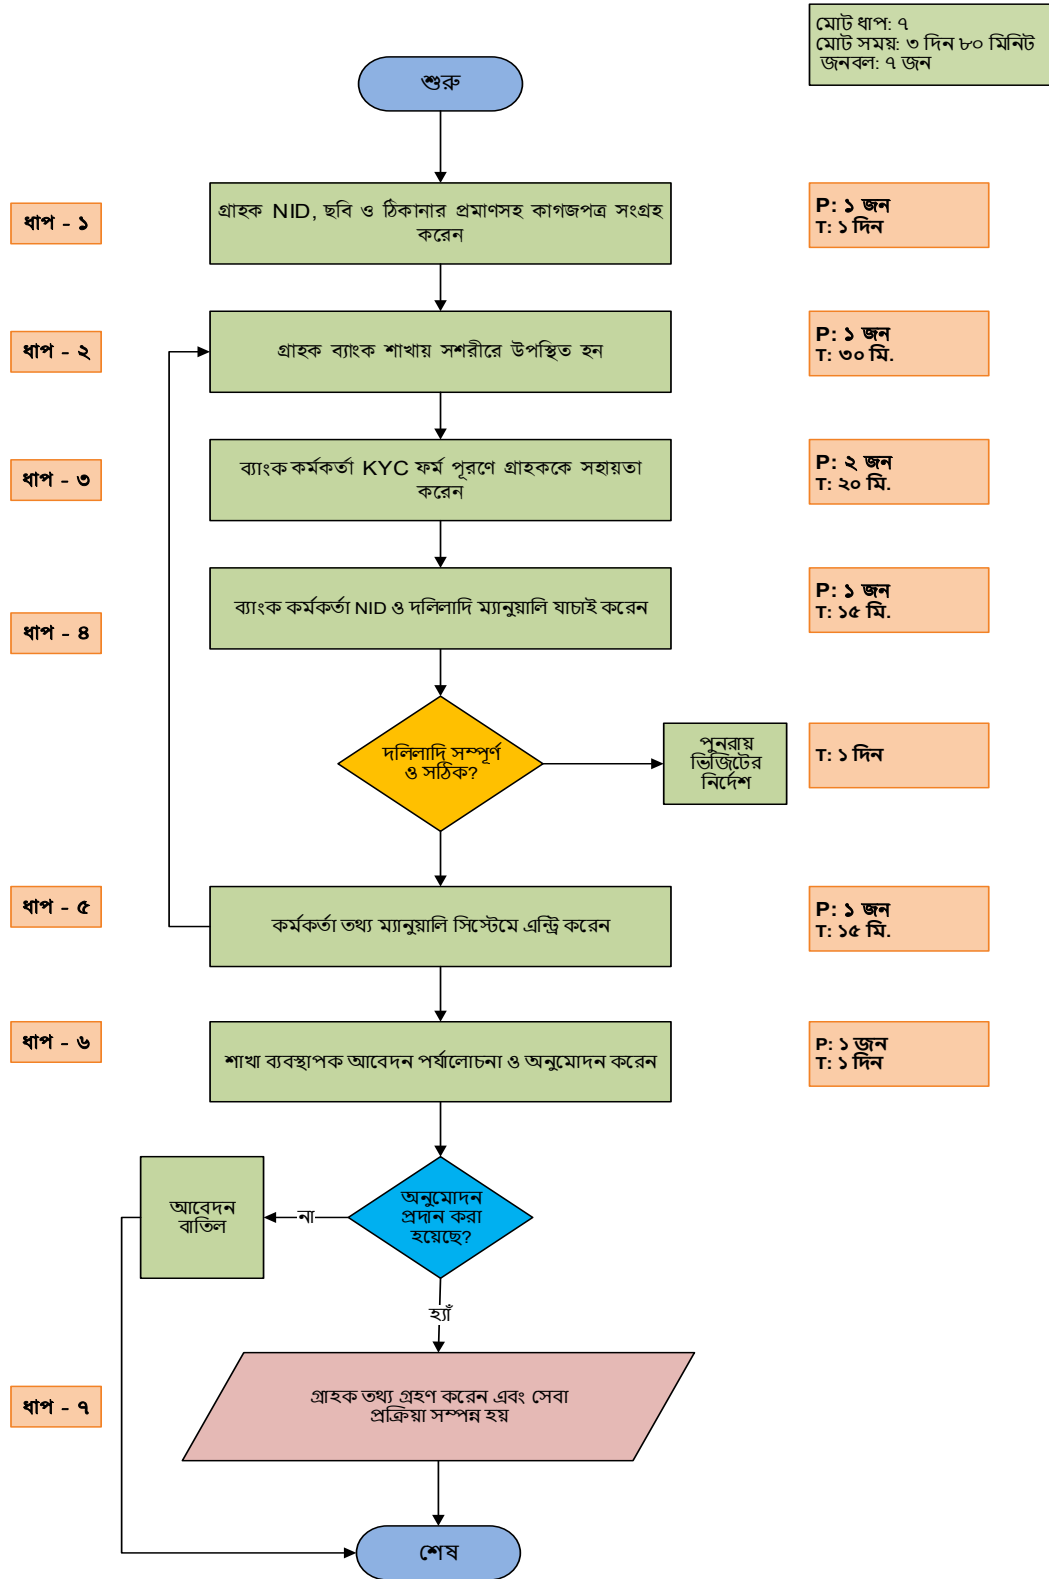 মোট ধাপ: ৭
মোট সময়: ৩ দিন ৮০ মিনিট
জনবল: ৭ জন
শুরু
ধাপ - ১
গ্রাহক NID, ছবি ও ঠিকানার প্রমাণসহ কাগজপত্র সংগ্রহ
করেন
P: ১ জন
T: ১ দিন
ধাপ - ২
গ্রাহক ব্যাংক শাখায় সশরীরে উপস্থিত হন
P: ১ জন
T: ৩০ মি.
ধাপ - ৩
ব্যাংক কর্মকর্তা KYC ফর্ম পূরণে গ্রাহককে সহায়তা
করেন
P: ২ জন
T: ২০ মি.
ধাপ - ৪
ব্যাংক কর্মকর্তা NID ও দলিলাদি ম্যানুয়ালি যাচাই করেন
P: ১ জন
T: ১৫ মি.
দলিলাদি সম্পূর্ণ
ও সঠিক?
পুনরায়
ভিজিটের
নির্দেশ
T: ১ দিন
ধাপ - ৫
কর্মকর্তা তথ্য ম্যানুয়ালি সিস্টেমে এন্ট্রি করেন
P: ১ জন
T: ১৫ মি.
ধাপ - ৬
শাখা ব্যবস্থাপক আবেদন পর্যালোচনা ও অনুমোদন করেন
P: ১ জন
T: ১ দিন
অনুমোদন
প্রদান করা
হয়েছে?
না
আবেদন
বাতিল
হ্যাঁ
ধাপ - ৭
গ্রাহক তথ্য গ্রহণ করেন এবং সেবা
প্রক্রিয়া সম্পন্ন হয়
শেষ